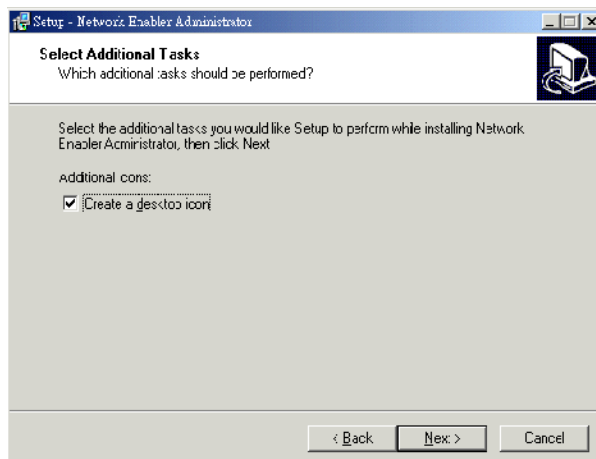 Setup - Network Enabler Administrator
Select Additional Tasks
Which additional tasks should be performed?
Select the additional tasks you would like Setup to perform while installing Network
Enabler Administrator, then click Next
Additional icons:
Create a desktop icon
< Back
Next >
Cancel